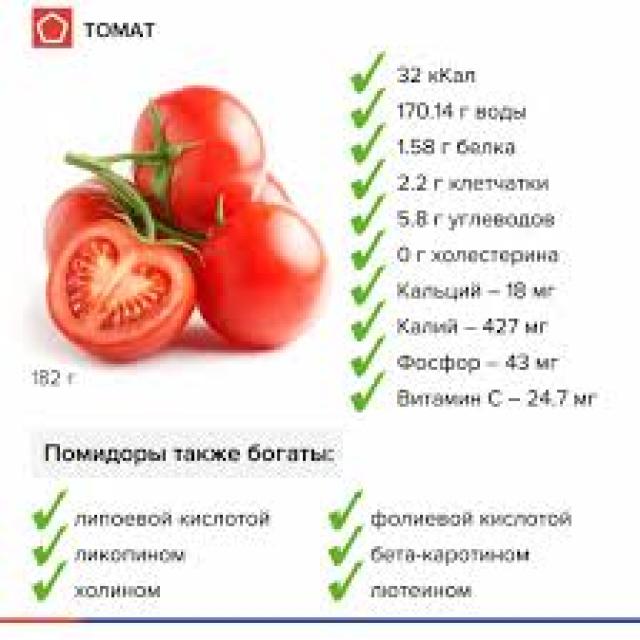 ТОМАТ
32 кКал
170.14 г воды
1.58 г белка
2.2 г клетчатки
5.8 г углеводов
0 г холестерина
Кальций – 18 мг
Калий – 427 мг
Фосфор – 43 мг
Витамин С – 24.7 мг
182 г
Помидоры также богаты:
липоевой кислотой
ликопином
холином
фолиевой кислотой
бета-каротином
лютеином